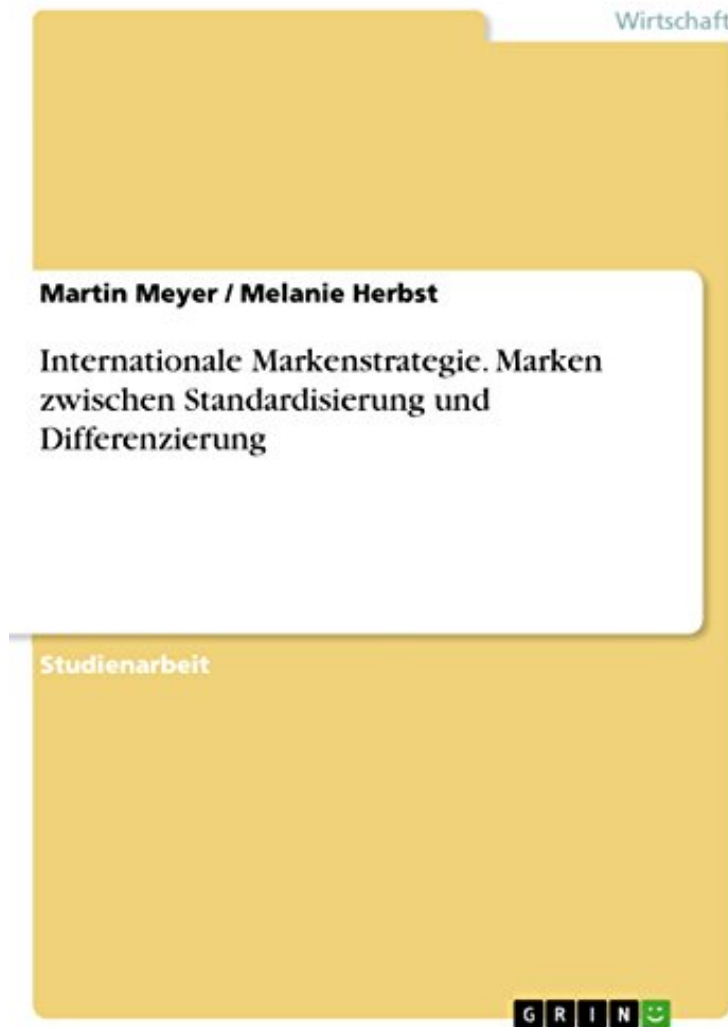 Wirtschaft
Martin Meyer / Melanie Herbst
Internationale Markenstrategie. Marken
zwischen Standardisierung und
Differenzierung
Studienarbeit
GRIN